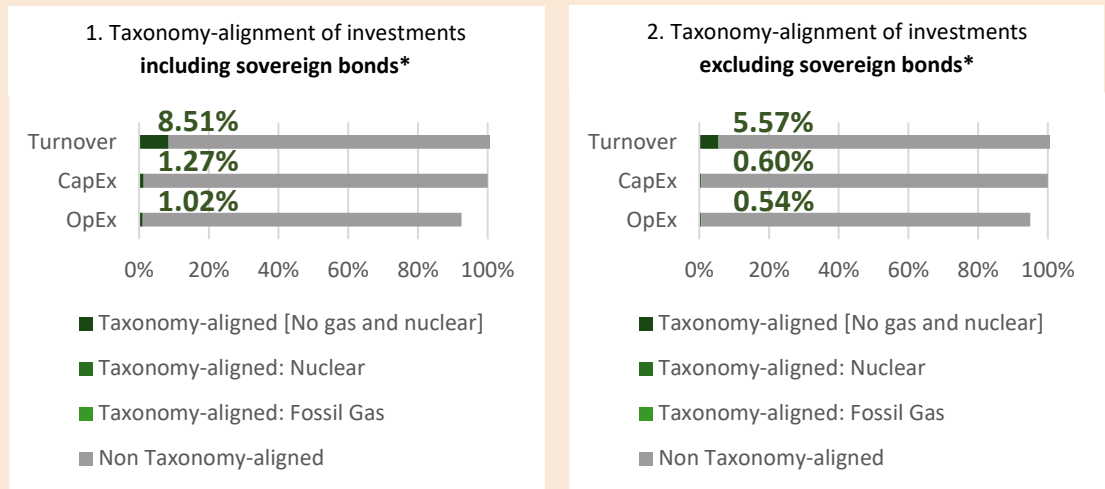 1. Taxonomy-alignment of investments
including sovereign bonds*
8.51%
Turnover
1.27%
CapEx
1.02%
OpEx
0% 20% 40% 60% 80% 100%
Taxonomy-aligned [No gas and nuclear]
Taxonomy-aligned: Nuclear
Taxonomy-aligned: Fossil Gas
Non Taxonomy-aligned
2. Taxonomy-alignment of investments
excluding sovereign bonds*
5.57%
Turnover
0.60%
CapEx
0.54%
OpEx
0% 20% 40% 60% 80% 100%
Taxonomy-aligned [No gas and nuclear]
Taxonomy-aligned: Nuclear
Taxonomy-aligned: Fossil Gas
Non Taxonomy-aligned